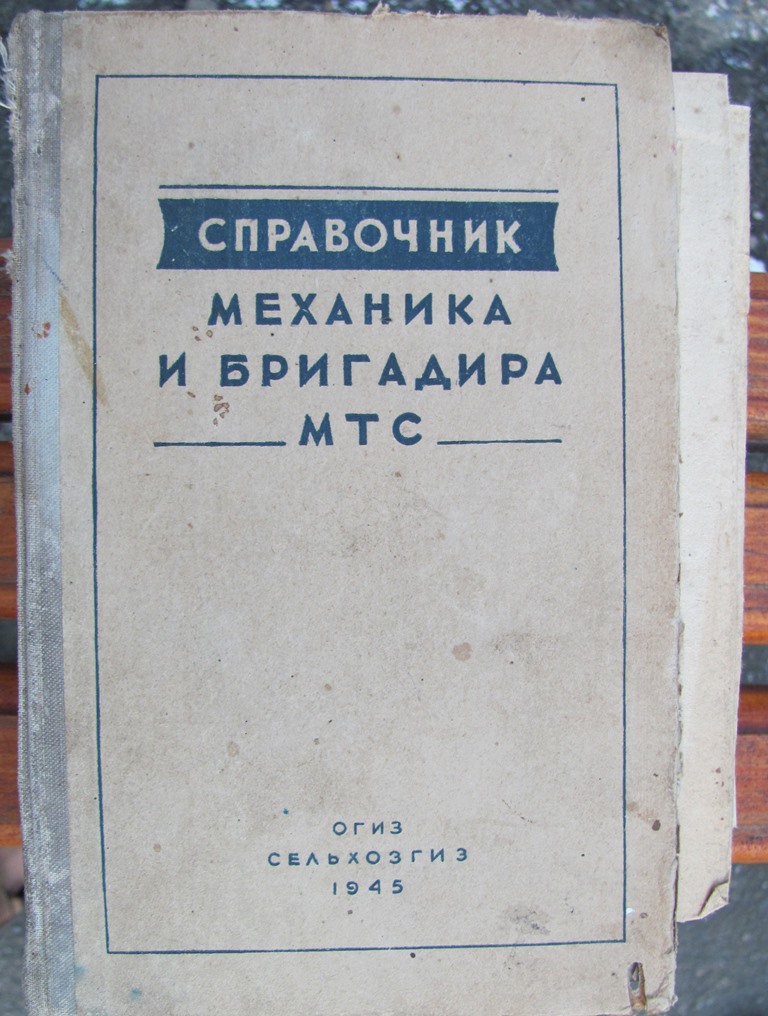 СПРАВОЧНИК
МЕХАНИКА
И БРИГАДИРА
МТС
ОГИЗ
СЕЛЬХОЗГИЗ
1945